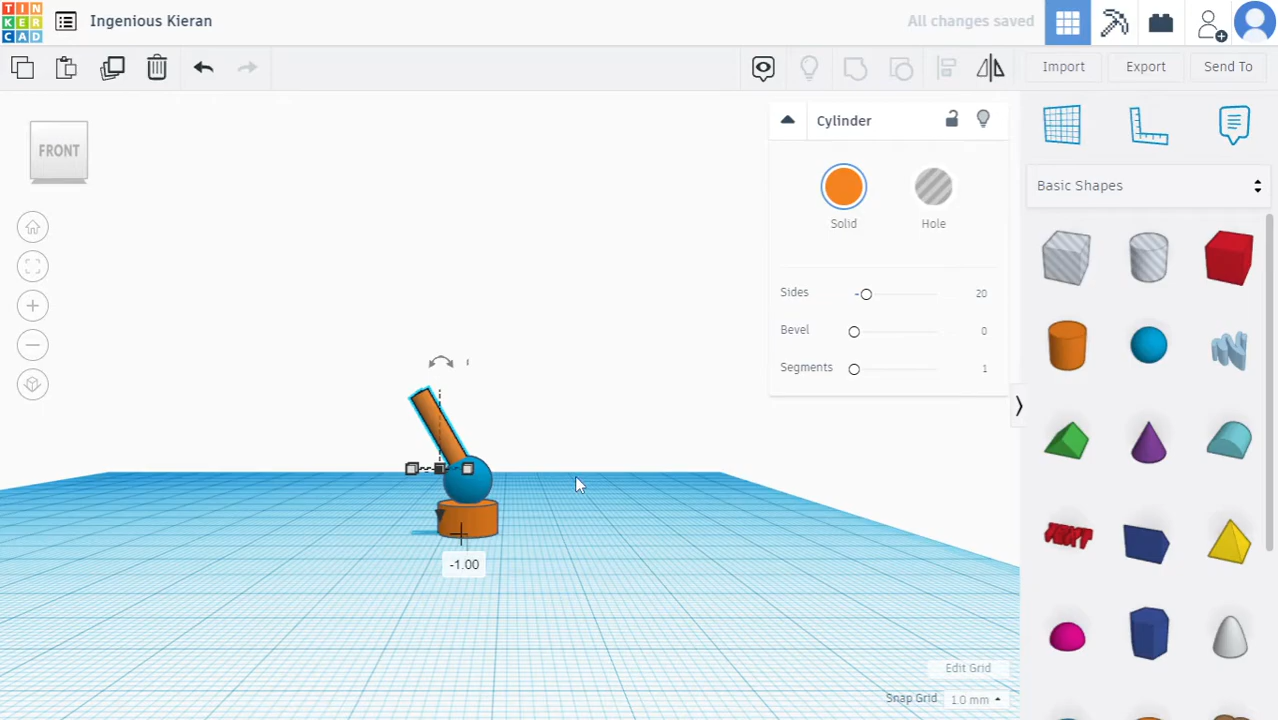 TIN
KER
CAD
Ingenious Kieran
All changes saved
Import
Export
Send To
FRONT
Cylinder
Solid
Hole
Sides
20
Bevel
0
Segments
1
Basic Shapes
TEXT
-1.00
Edit Grid
Snap Grid
1.0 mm